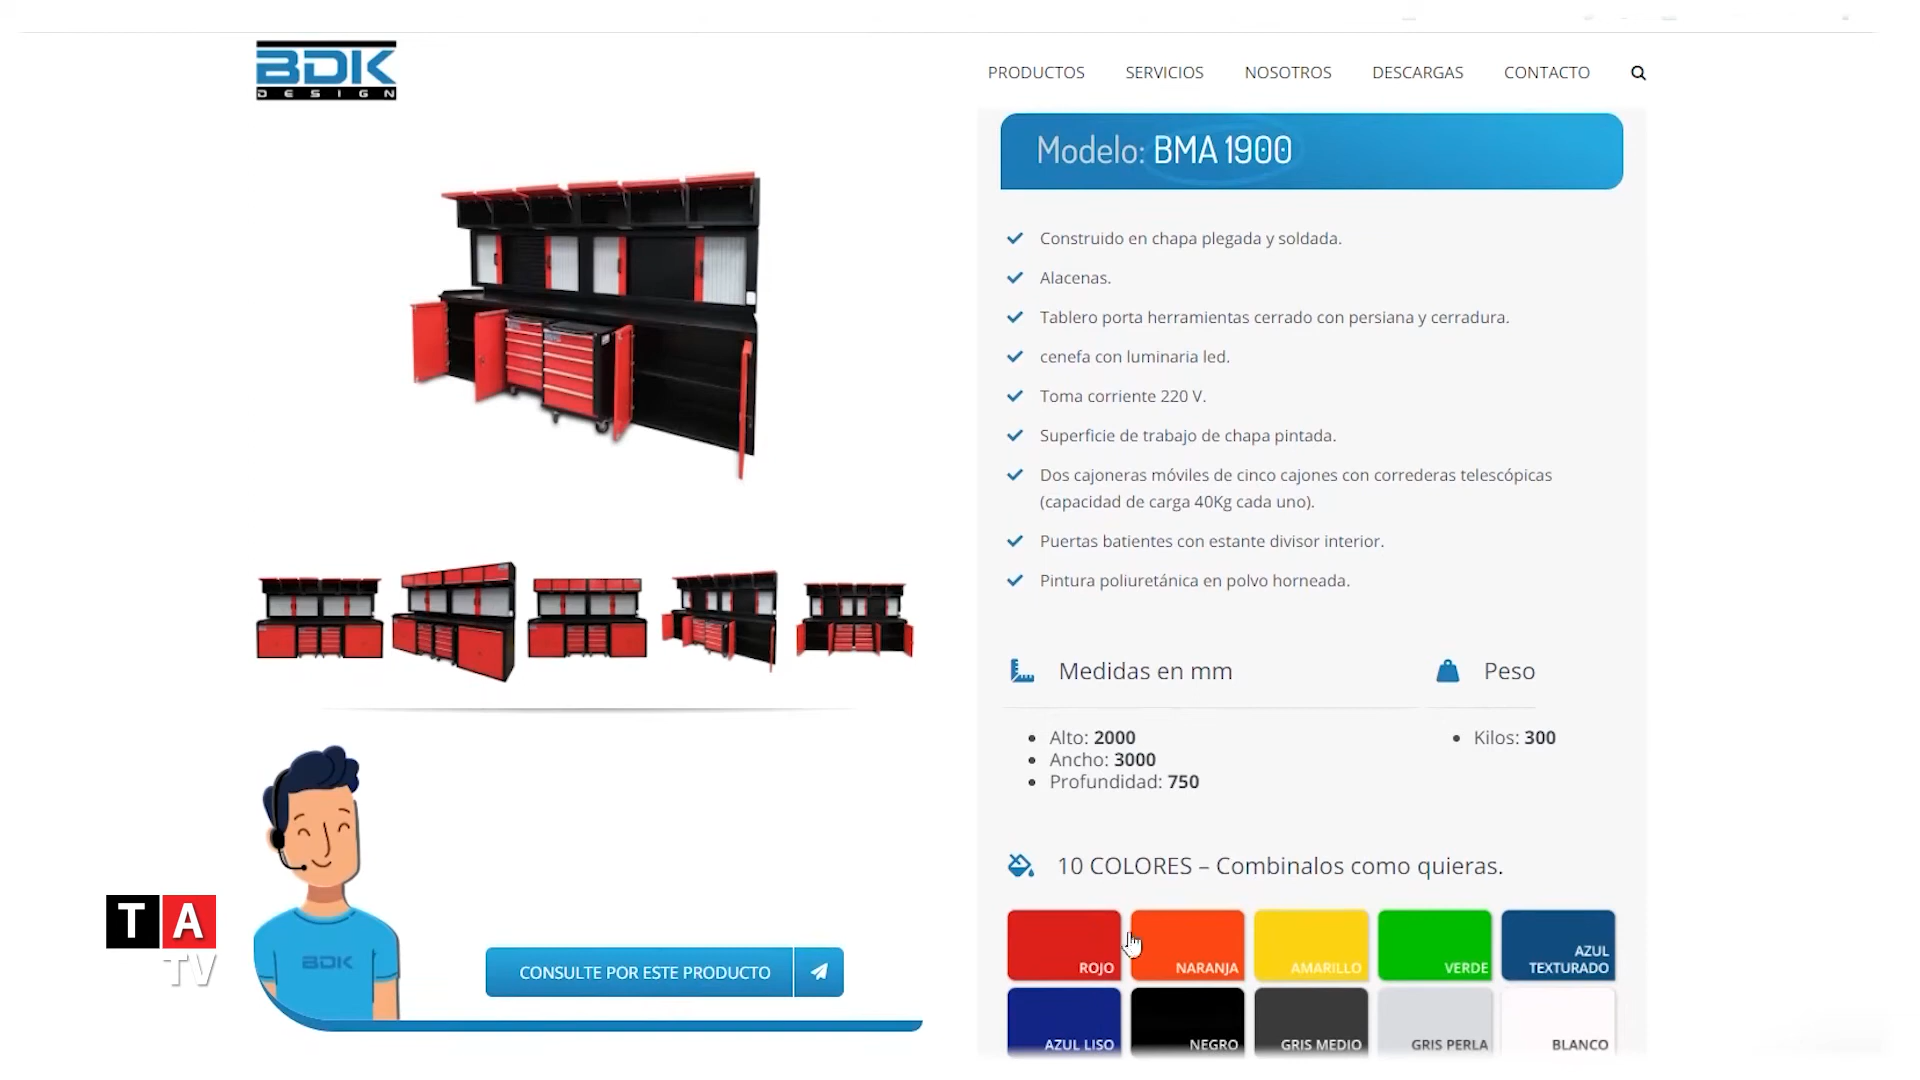 BDK
DESIGN
PRODUCTOS
SERVICIOS
NOSOTROS
DESCARGAS
CONTACTO
Modelo: BMA 1900
Construido en chapa plegada y soldada.
Alacenas.
Tablero porta herramientas cerrado con persiana y cerradura.
cenefa con luminaria led.
Toma corriente 220 V.
Superficie de trabajo de chapa pintada.
Dos cajoneras móviles de cinco cajones con correderas telescópicas
(capacidad de carga 40Kg cada uno).
Puertas batientes con estante divisor interior.
Pintura poliuretánica en polvo horneada.
Medidas en mm
Peso
Alto: 2000
Ancho: 3000
Profundidad: 750
Kilos: 300
10 COLORES – Combinalos como quieras.
ROJO
NARANJA
AMARILLO
VERDE
AZUL
TEXTURADO
AZUL LISO
NEGRO
GRIS MEDIO
GRIS PERLA
BLANCO
BDK
CONSULTE POR ESTE PRODUCTO
TA
TV